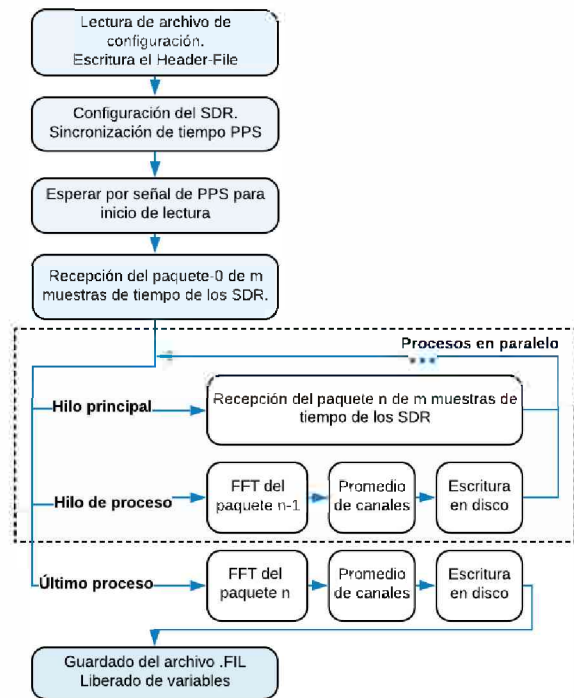 Lectura de archivo de
configuración.
Escritura el Header-File
Configuración del SDR.
Sincronización de tiempo PPS
Esperar por señal de PPS para
inicio de lectura
Recepción del paquete-0 de m
muestras de tiempo de los SDR.
Procesos en paralelo
Hilo principal
Recepción del paquete n de m muestras de
tiempo de los SDR
Hilo de proceso
FFT del
paquete n-1
Promedio
de canales
Escritura
en disco
Último proceso
FFT del
paquete n
Promedio
de canales
Escritura
en disco
Guardado del archivo .FIL
Liberado de variables